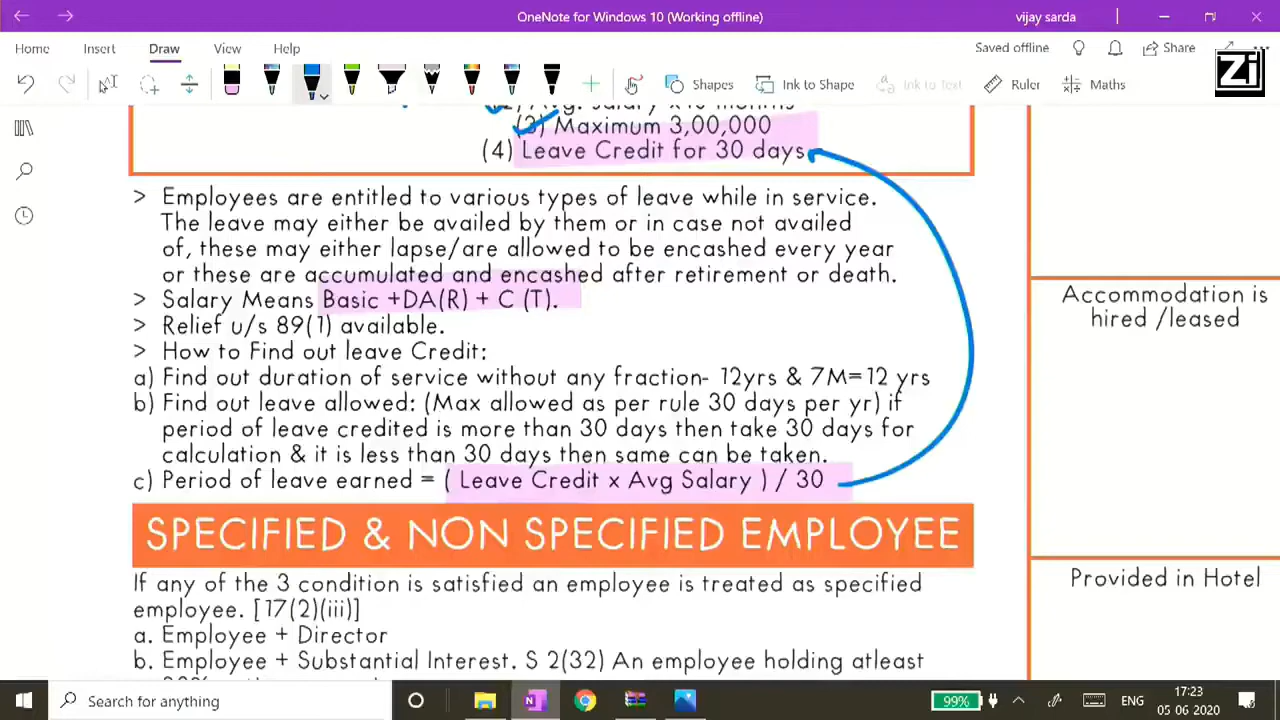 OneNote for Windows 10 (Working offline)
vijay sarda
Home Insert Draw View Help
Saved offline
Share
Zi
Shapes
Ink to Shape
Ink to Text
Ruler
Maths
(2) Avg. Salary x10 months
(3) Maximum 3,00,000
(4) Leave Credit for 30 days
> Employees are entitled to various types of leave while in service.
The leave may either be availed by them or in case not availed
of, these may either lapse/are allowed to be encashed every year
or these are accumulated and encashed after retirement or death.
> Salary Means Basic +DA(R) + C (T).
> Relief u/s 89(1) available.
> How to Find out leave Credit:
a) Find out duration of service without any fraction- 12yrs & 7M=12 yrs
b) Find out leave allowed: (Max allowed as per rule 30 days per yr) if
period of leave credited is more than 30 days then take 30 days for
calculation & it is less than 30 days then same can be taken.
c) Period of leave earned = ( Leave Credit x Avg Salary ) / 30
SPECIFIED & NON SPECIFIED EMPLOYEE
If any of the 3 condition is satisfied an employee is treated as specified
employee. [17(2)(iii)]
a. Employee + Director
b. Employee + Substantial Interest. S 2(32) An employee holding atleast
Accommodation is
hired /leased
Provided in Hotel
Search for anything
99%
ENG
17:23
05-06-2020